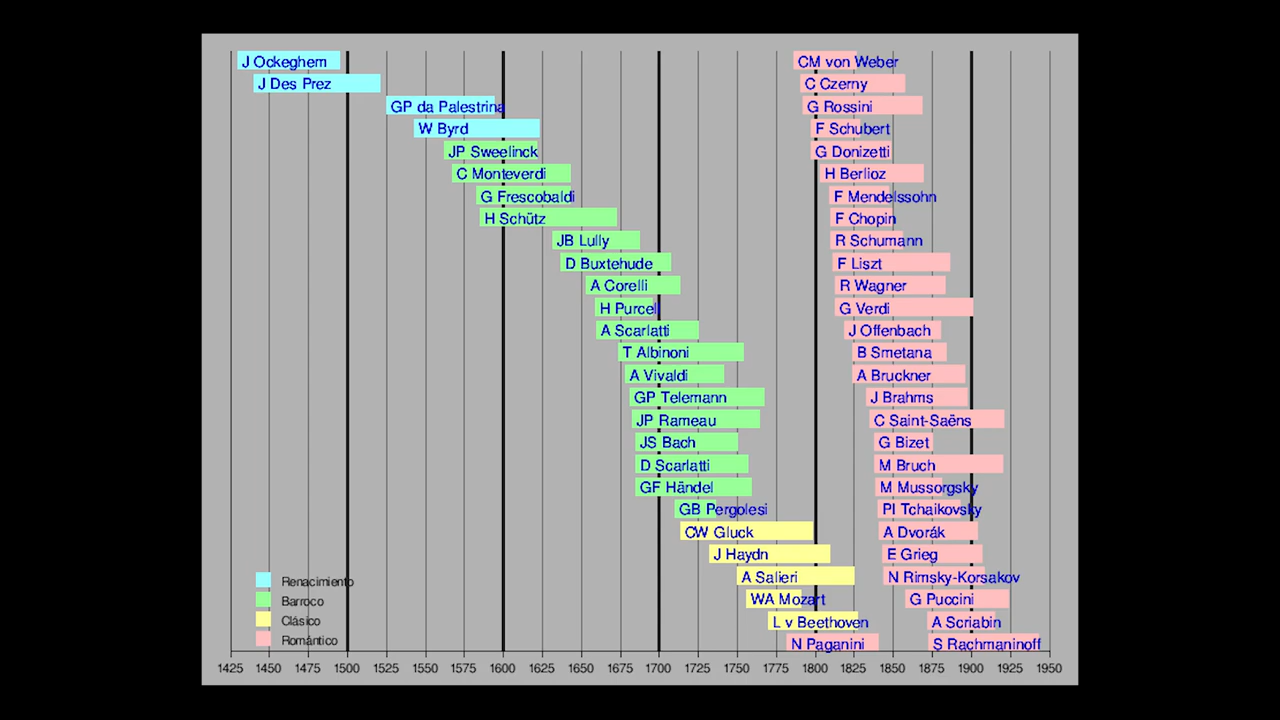 J Ockeghem
J Des Prez
GP da Palestrina
W Byrd
JP Sweelinck
C Monteverdi
G Frescobaldi
H Schütz
JB Lully
D Buxtehude
A Corelli
H Purcell
A Scarlatti
T Albinoni
A Vivaldi
GP Telemann
JP Rameau
JS Bach
D Scarlatti
GF Händel
GB Pergolesi
CW Gluck
J Haydn
A Salieri
WA Mozart
L v Beethoven
N Paganini
CM von Weber
C Czerny
G Rossini
F Schubert
G Donizetti
H Berlioz
F Mendelssohn
F Chopin
R Schumann
F Liszt
R Wagner
G Verdi
J Offenbach
B Smetana
A Bruckner
J Brahms
C Saint-Saëns
G Bizet
M Bruch
M Mussorgsky
PI Tchaikovsky
A Dvorák
E Grieg
N Rimsky-Korsakov
G Puccini
A Scriabin
S Rachmaninoff
Renacimiento
Barroco
Clásico
Romántico
1425 1450 1475 1500 1525 1550 1575 1600 1625 1650 1675 1700 1725 1750 1775 1800 1825 1850 1875 1900 1925 1950